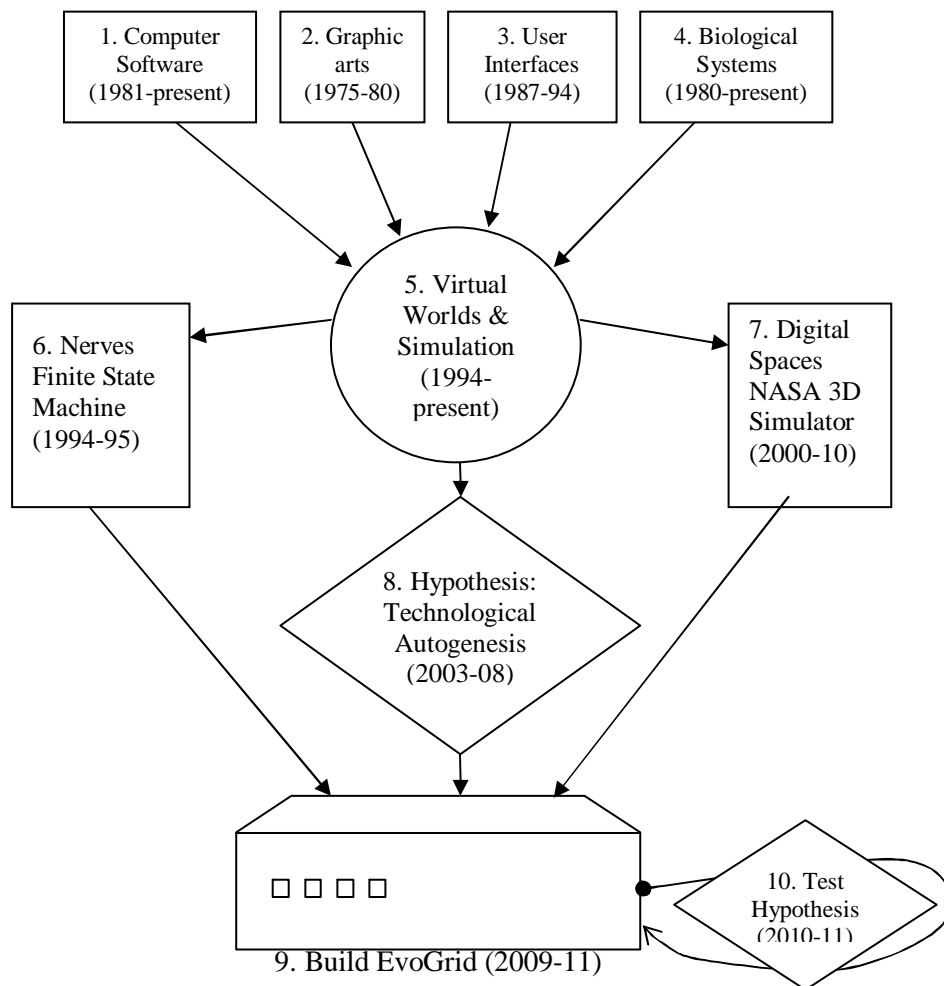 1. Computer
Software
(1981-present)
2. Graphic
arts
(1975-80)
3. User
Interfaces
(1987-94)
4. Biological
Systems
(1980-present)
5. Virtual
Worlds &
Simulation
(1994-
present)
6. Nerves
Finite State
Machine
(1994-95)
7. Digital
Spaces
NASA 3D
Simulator
(2000-10)
8. Hypothesis:
Technological
Autogenesis
(2003-08)
9. Build EvoGrid (2009-11)
10. Test
Hypothesis
(2010-11)